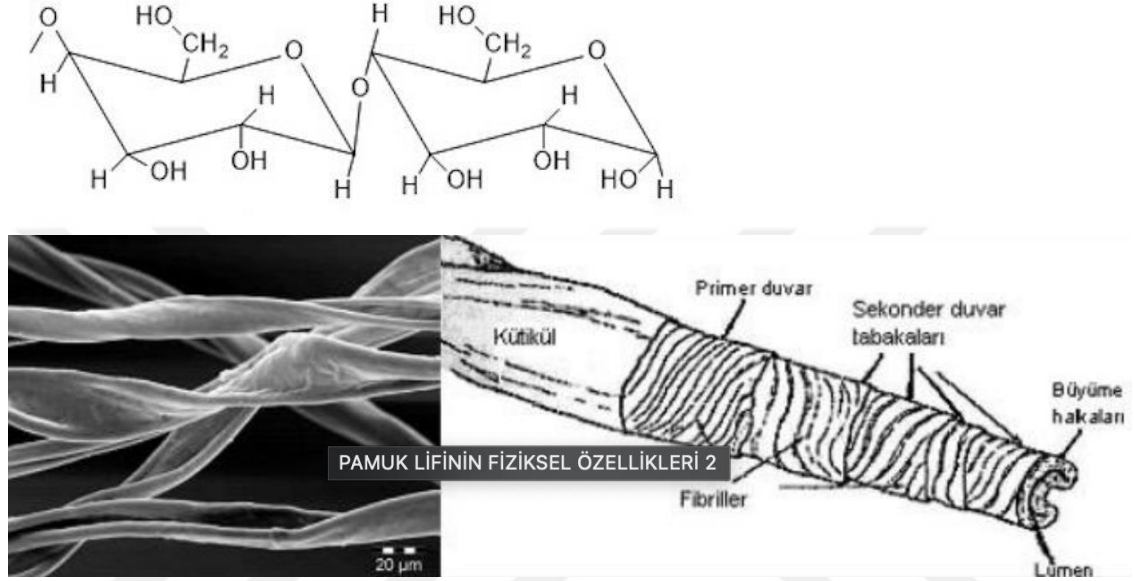 O
HO
CH2
O
H
HO
CH2
O
H
H
O
H
H
OH
OH
H
H
OH
OH
HO
H
H
Primer duvar
Sekonder duvar
tabakaları
Kütikül
Büyüme
halkaları
PAMUK LİFİNİN FİZİKSEL ÖZELLİKLERİ 2
Fibriller
20 µm
Lümen